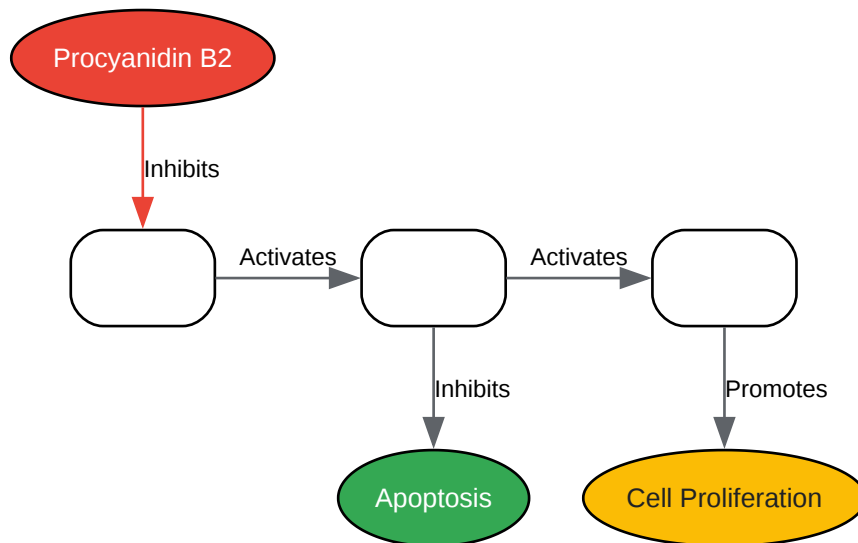 Procyanidin B2
Inhibits
Activates
Activates
Inhibits
Promotes
Apoptosis
Cell Proliferation